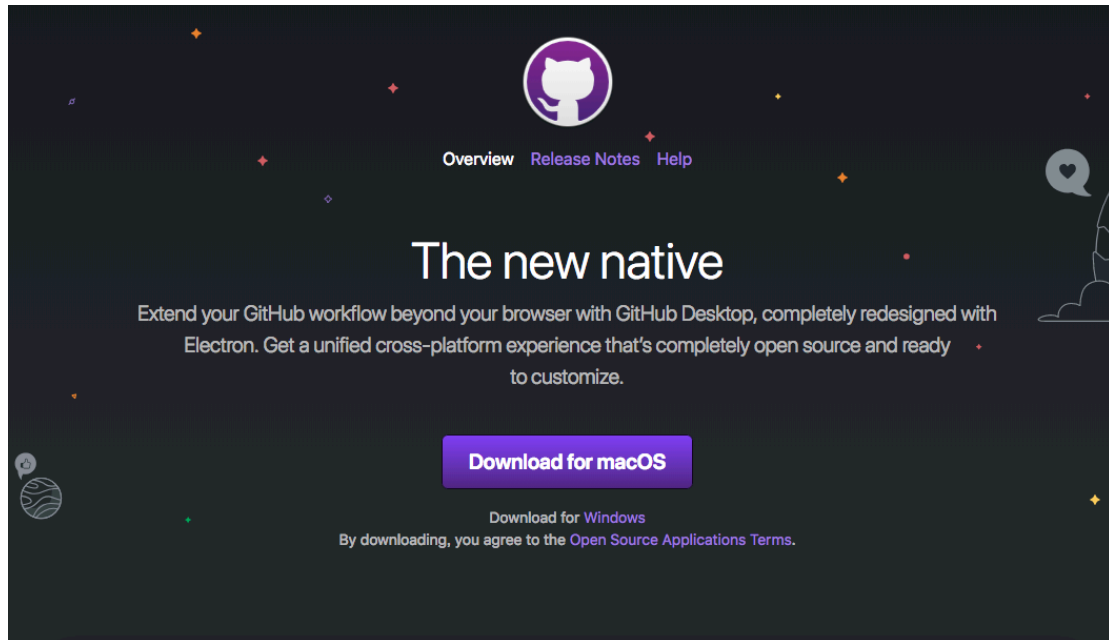 Overview Release Notes Help
The new native
Extend your GitHub workflow beyond your browser with GitHub Desktop, completely redesigned with
Electron. Get a unified cross-platform experience that's completely open source and ready
to customize.
Download for macOS
Download for Windows
By downloading, you agree to the Open Source Applications Terms.